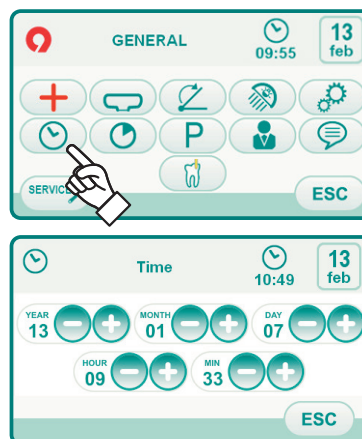 GENERAL
09:55
13
feb
P
SERVICE
ESC
Time
10:49
13
feb
YEAR
13
MONTH
01
DAY
07
HOUR
09
MIN
33
ESC